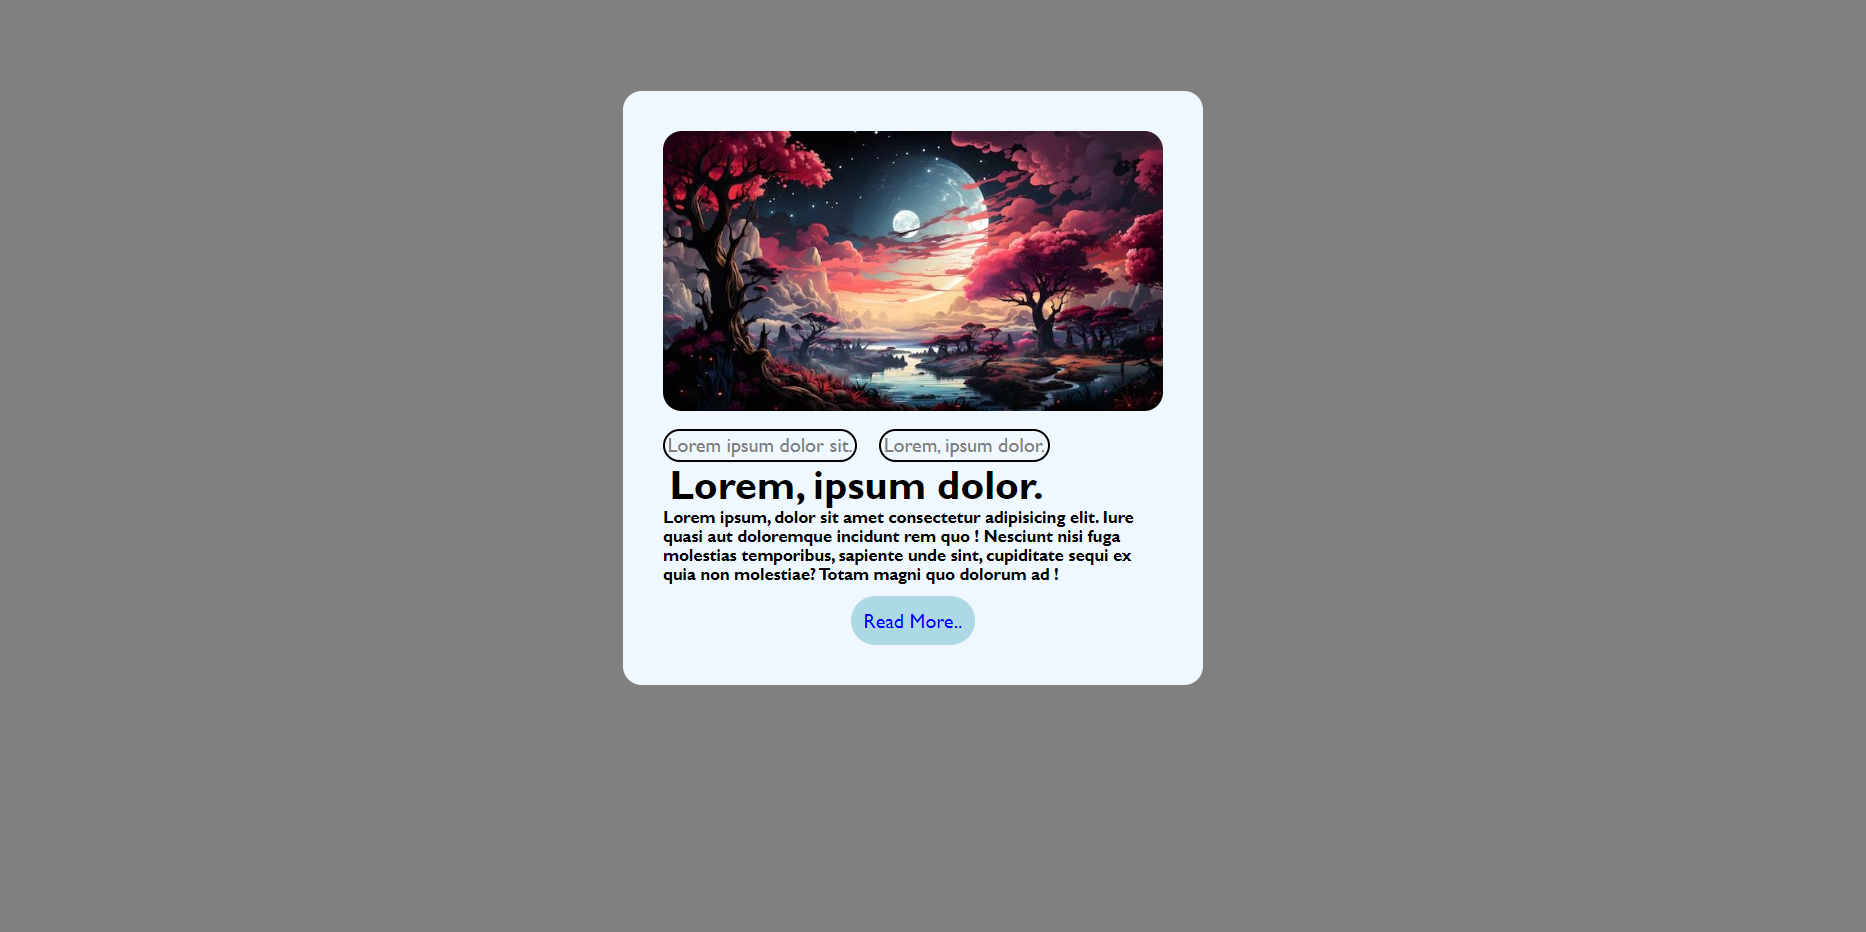 Lorem ipsum dolor sit.
Lorem, ipsum dolor.
Lorem, ipsum dolor.
Lorem ipsum, dolor sit amet consectetur adipisicing elit. Iure
quasi aut doloremque incidunt rem quo ! Nesciunt nisi fuga
molestias temporibus, sapiente unde sint, cupiditate sequi ex
quia non molestiae? Totam magni quo dolorum ad !
Read More..